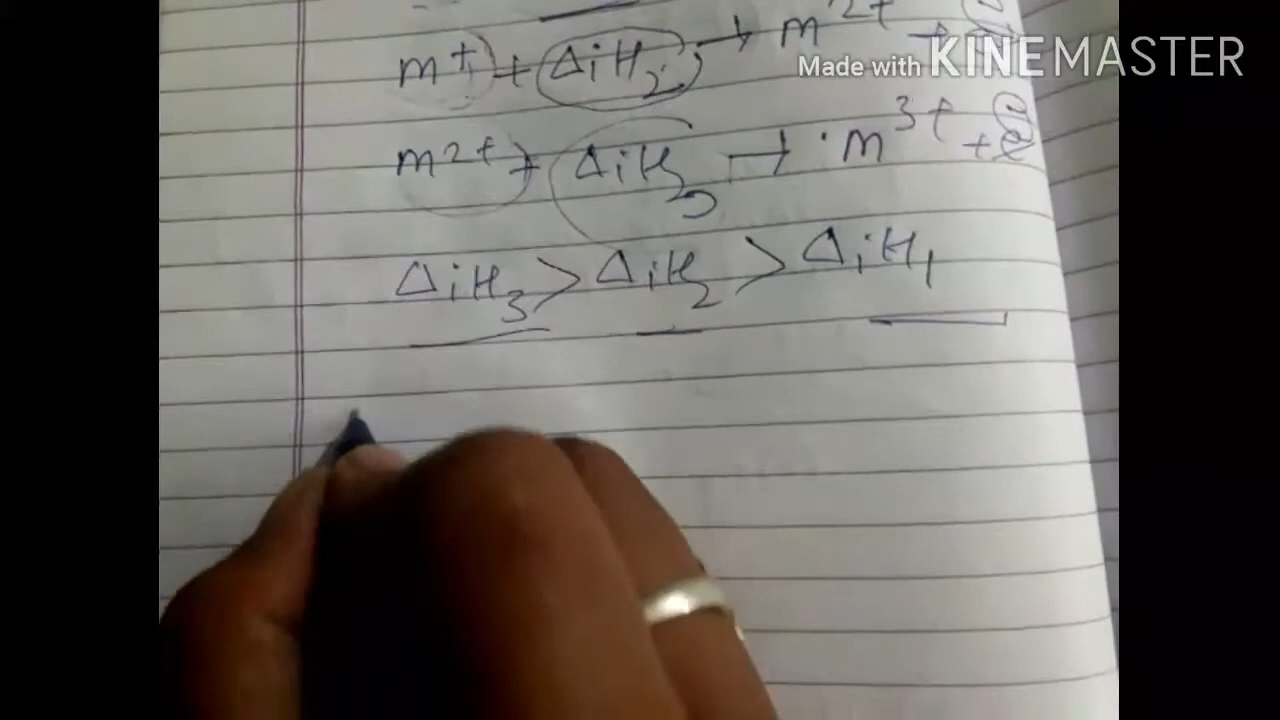 m⁺ + ΔiH₂ → m²⁺ +
Made with KINEMASTER
m²⁺ + ΔiH₃ → m³⁺ + e
ΔiH₃ > ΔiH₂ > ΔiH₁